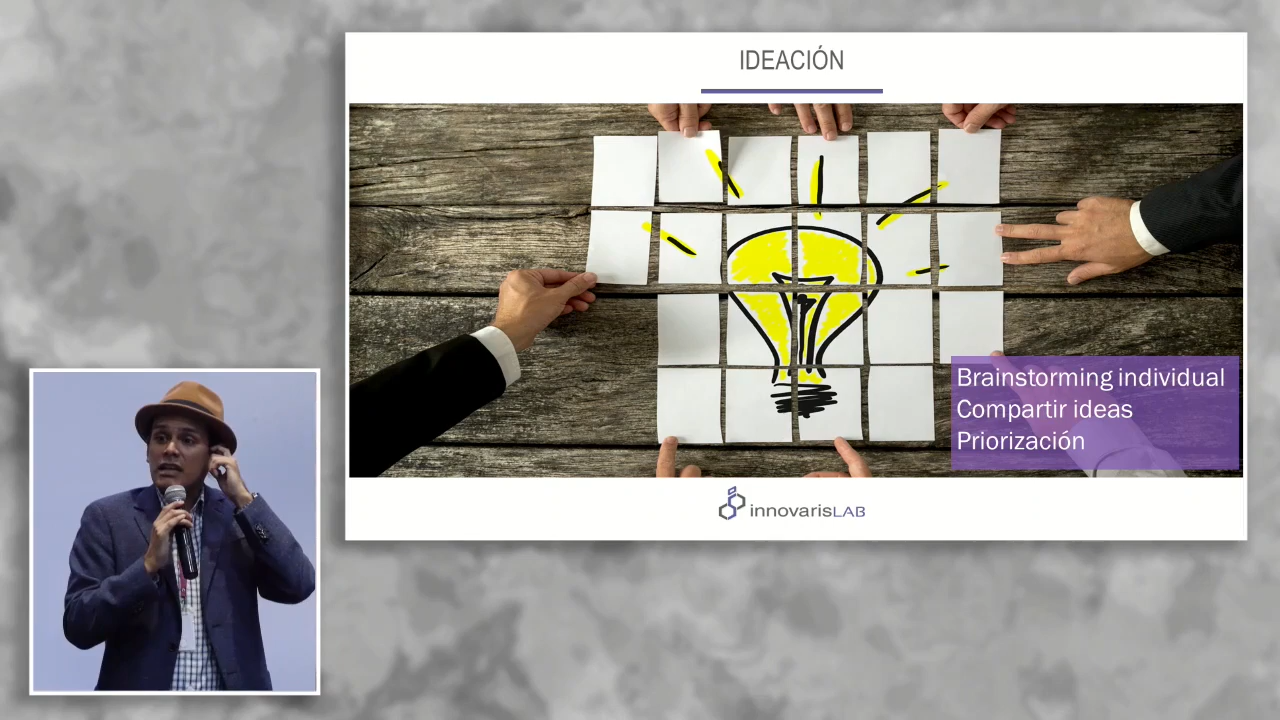 IDEACIÓN
Brainstorming individual
Compartir ideas
Priorización
innovarisLAB